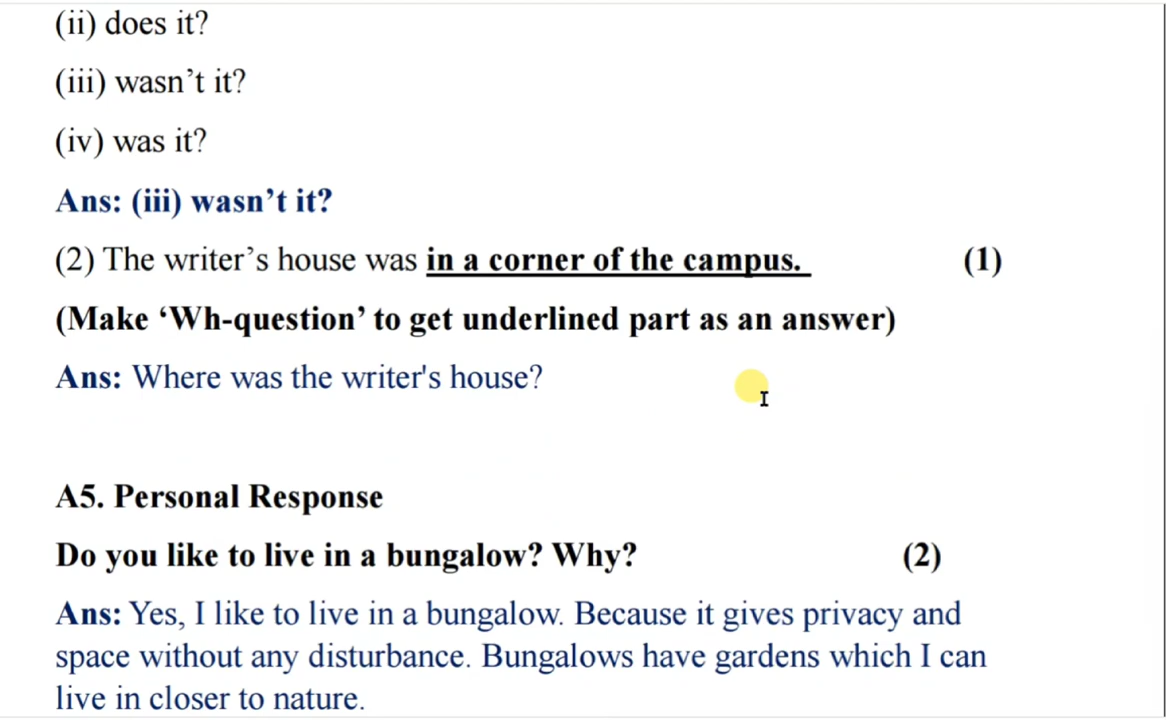 (ii) does it?
(iii) wasn’t it?
(iv) was it?
Ans: (iii) wasn’t it?
(2) The writer’s house was in a corner of the campus. (1)
(Make ‘Wh-question’ to get underlined part as an answer)
Ans: Where was the writer's house?
A5. Personal Response
Do you like to live in a bungalow? Why? (2)
Ans: Yes, I like to live in a bungalow. Because it gives privacy and
space without any disturbance. Bungalows have gardens which I can
live in closer to nature.